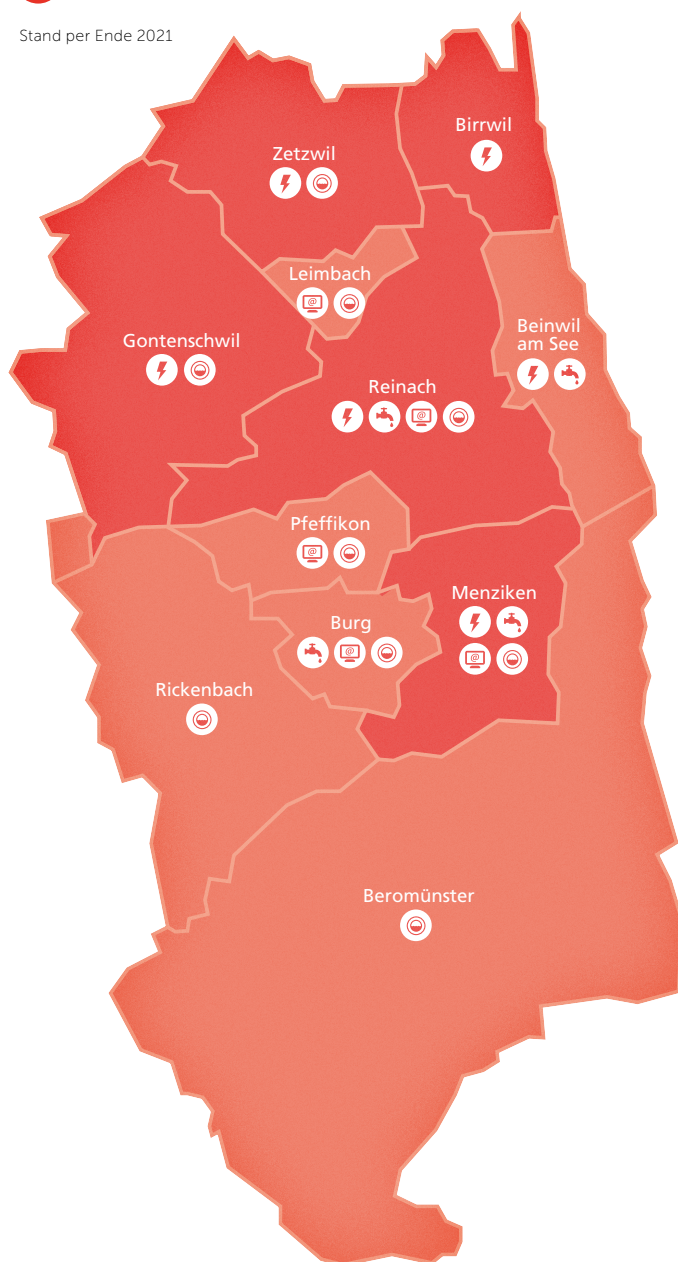 Stand per Ende 2021
Birrwil
Zetzwil
Leimbach
Gontenschwil
Beinwil
am See
Reinach
Pfeffikon
Menziken
Burg
Rickenbach
Beromünster